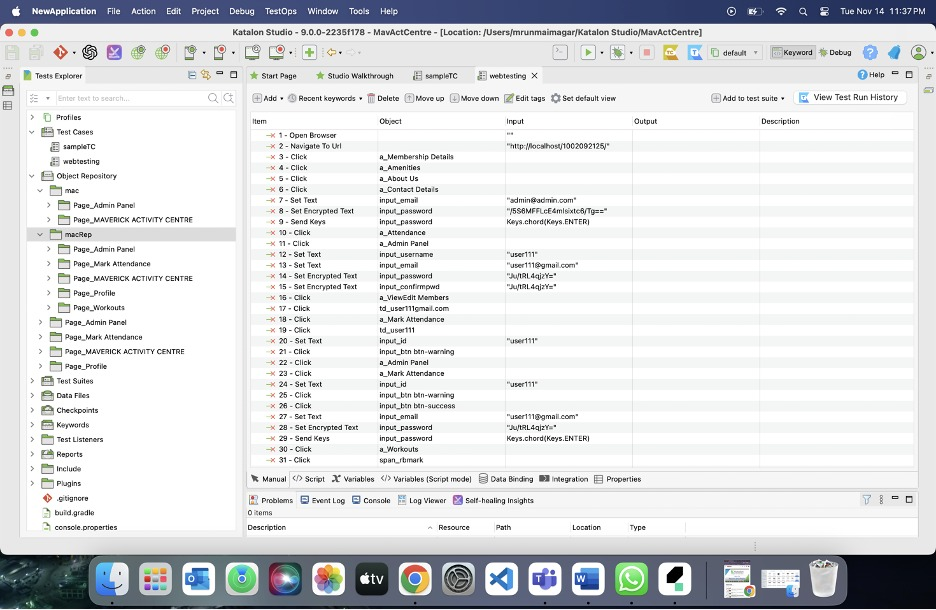 NewApplication File Action Edit Project Debug TestOps Window Tools Help Tue Nov 14 11:37 PM
Katalon Studio - 9.0.0-2235f178 - MavActCentre - [Location: /Users/mrunmaimagar/Katalon Studio/MavActCentre]
default Keyword Debug
Tests Explorer
Start Page Studio Walkthrough sampleTC webtesting Help
Enter text to search...
Add Recent keywords Delete Move up Move down Edit tags Set default view Add to test suite View Test Run History
Profiles
Test Cases
sampleTC
webtesting
Object Repository
mac
Page_Admin Panel
Page_MAVERICK ACTIVITY CENTRE
macRep
Page_Admin Panel
Page_Mark Attendance
Page_MAVERICK ACTIVITY CENTRE
Page_Profile
Page_Workouts
Page_Admin Panel
Page_Mark Attendance
Page_MAVERICK ACTIVITY CENTRE
Page_Profile
Test Suites
Data Files
Checkpoints
Keywords
Test Listeners
Reports
Include
Plugins
.gitignore
build.gradle
console.properties
Item Object Input Output Description
1 - Open Browser ""
2 - Navigate To Url "http://localhost/1002092125/"
3 - Click a_Membership Details
4 - Click a_Amenities
5 - Click a_About Us
6 - Click a_Contact Details
7 - Set Text input_email "admin@admin.com"
8 - Set Encrypted Text input_password "/5S6MFFLcE4mlsixtc6/Tg=="
9 - Send Keys input_password Keys.chord(Keys.ENTER)
10 - Click a_Attendance
11 - Click a_Admin Panel
12 - Set Text input_username "user111"
13 - Set Text input_email "user111@gmail.com"
14 - Set Encrypted Text input_password "Ju/tRL4qjzY="
15 - Set Encrypted Text input_confirmpwd "Ju/tRL4qjzY="
16 - Click a_ViewEdit Members
17 - Click td_user111gmail.com
18 - Click a_Mark Attendance
19 - Click td_user111
20 - Set Text input_id "user111"
21 - Click input_btn btn-warning
22 - Click a_Admin Panel
23 - Click a_Mark Attendance
24 - Set Text input_id "user111"
25 - Click input_btn btn-warning
26 - Click input_btn btn-success
27 - Set Text input_email "user111@gmail.com"
28 - Set Encrypted Text input_password "Ju/tRL4qjzY="
29 - Send Keys input_password Keys.chord(Keys.ENTER)
30 - Click a_Workouts
31 - Click span_rbmark
Manual Script Variables Variables (Script mode) Data Binding Integration Properties
Problems Event Log Console Log Viewer Self-healing Insights
0 items
Description Resource Path Location Type
tv